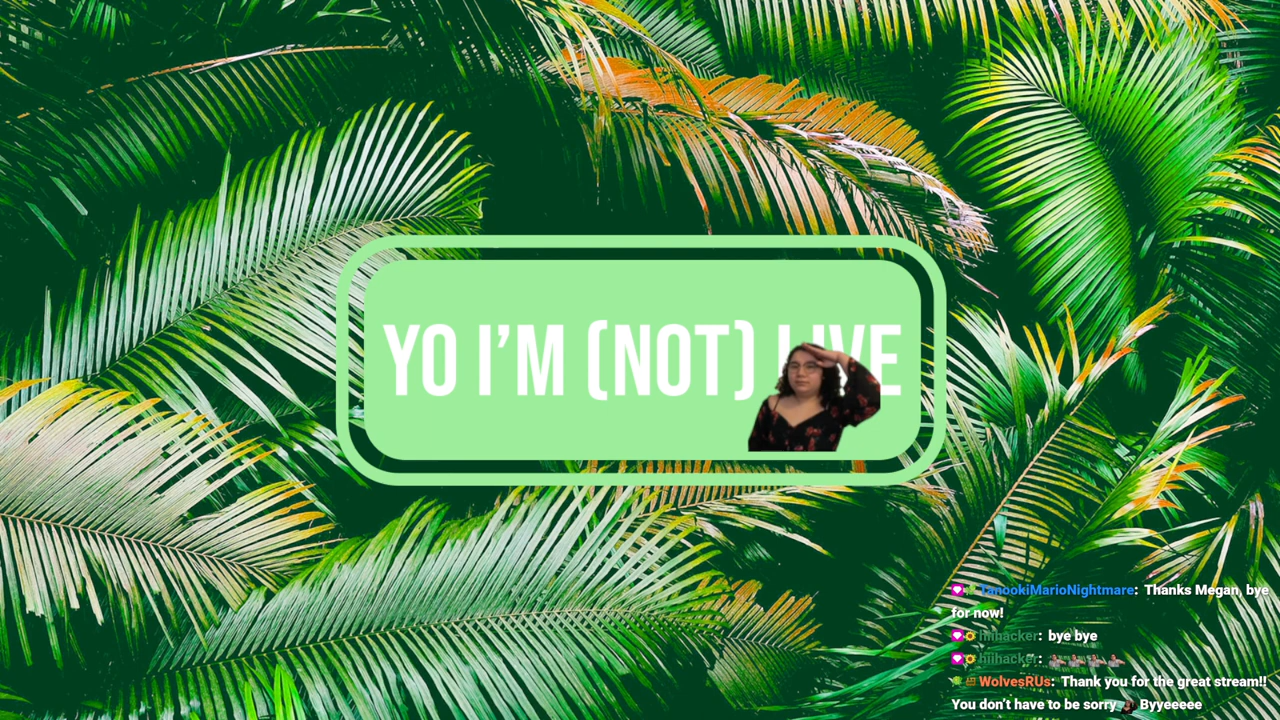 YO I'M (NOT) LIVE
TanookiMarioNightmare: Thanks Megan, bye
for now!
hiihacker: bye bye
hiihacker:
WolvesRUs: Thank you for the great stream!!
You don't have to be sorry Byyeeeee